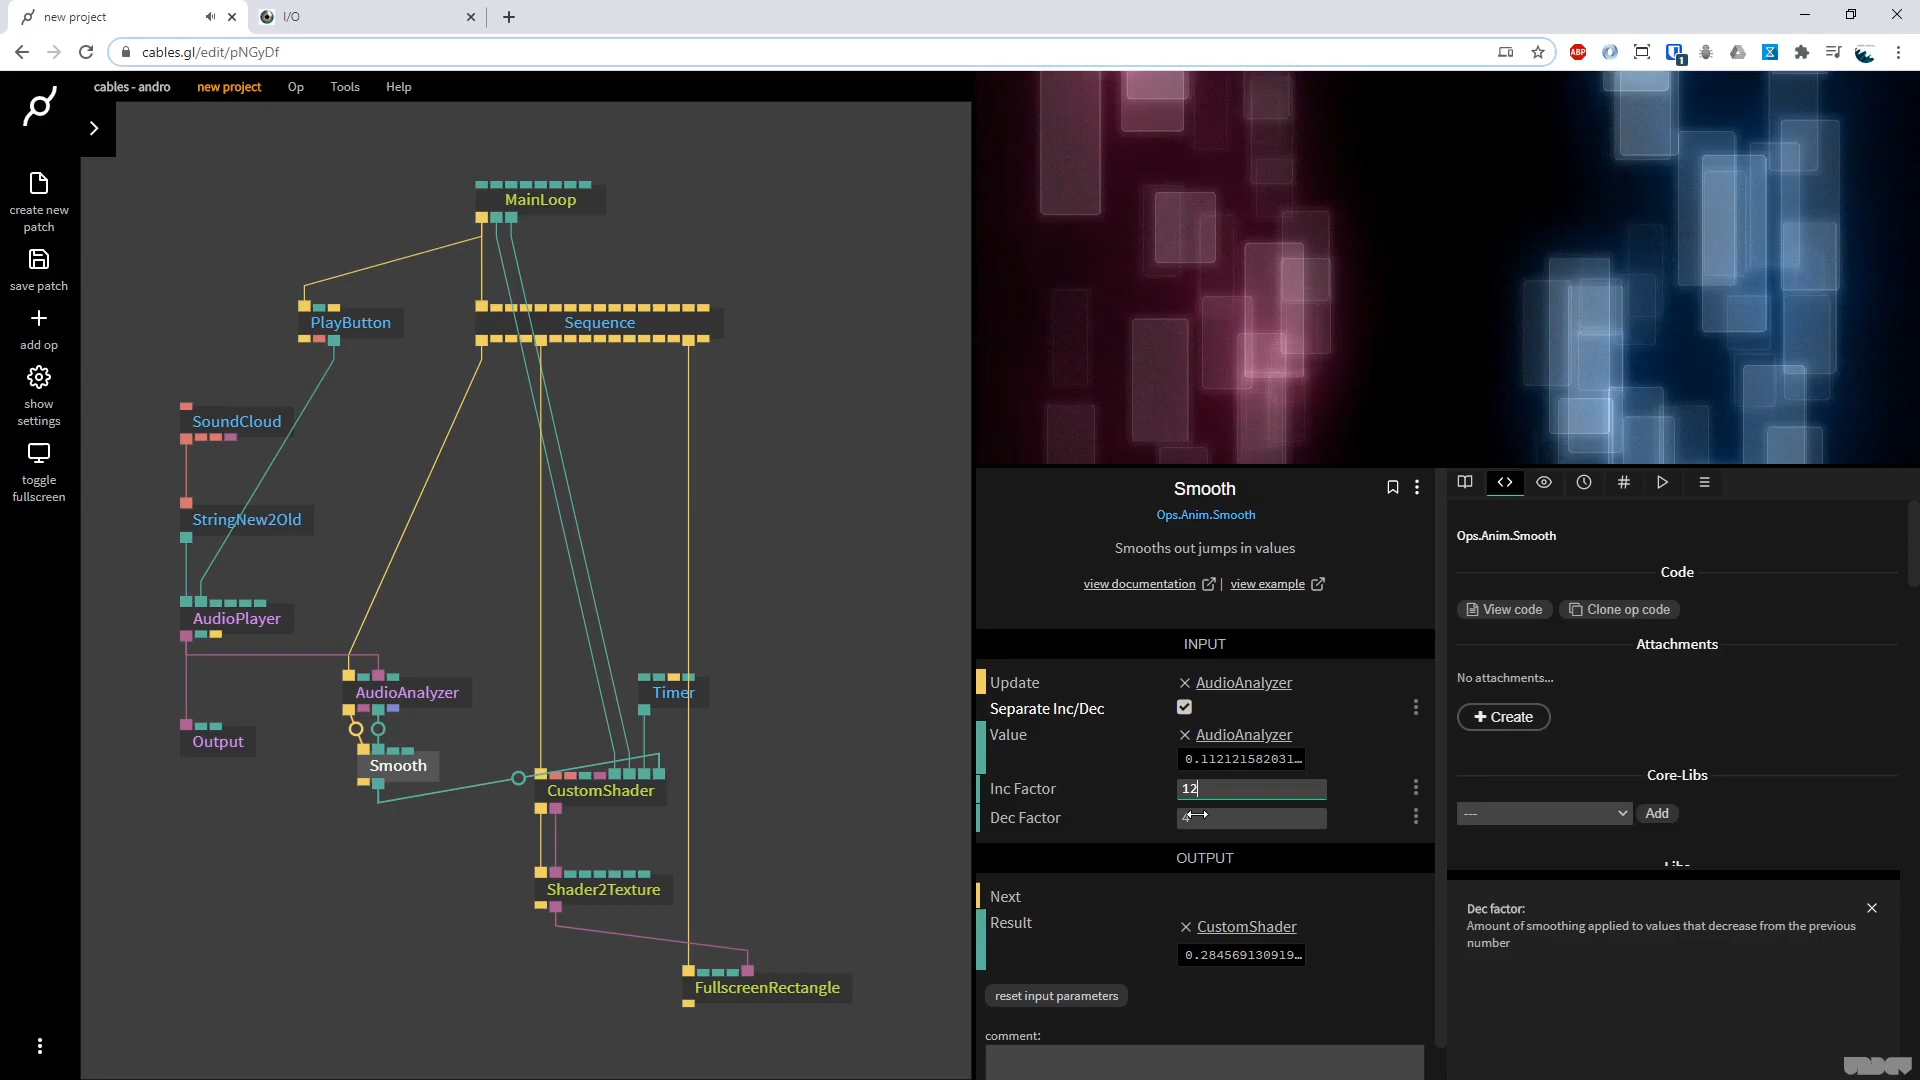 new project
I/O
cables.gl/edit/pNGyDf
ABP
1
cables - andro
new project
Op
Tools
Help
create new
patch
save patch
add op
show
settings
toggle
fullscreen
MainLoop
PlayButton
Sequence
SoundCloud
StringNew2Old
AudioPlayer
AudioAnalyzer
Timer
Output
Smooth
CustomShader
Shader2Texture
FullscreenRectangle
Smooth
Ops.Anim.Smooth
Smooths out jumps in values
view documentation | view example
INPUT
Update × AudioAnalyzer
Separate Inc/Dec
Value × AudioAnalyzer
0.112121582031...
Inc Factor 12
Dec Factor 4
OUTPUT
Next
Result × CustomShader
0.284569130919...
reset input parameters
comment:
Ops.Anim.Smooth
Code
View code
Clone op code
Attachments
No attachments...
+ Create
Core-Libs
---
Add
Libs
Dec factor:
Amount of smoothing applied to values that decrease from the previous
number